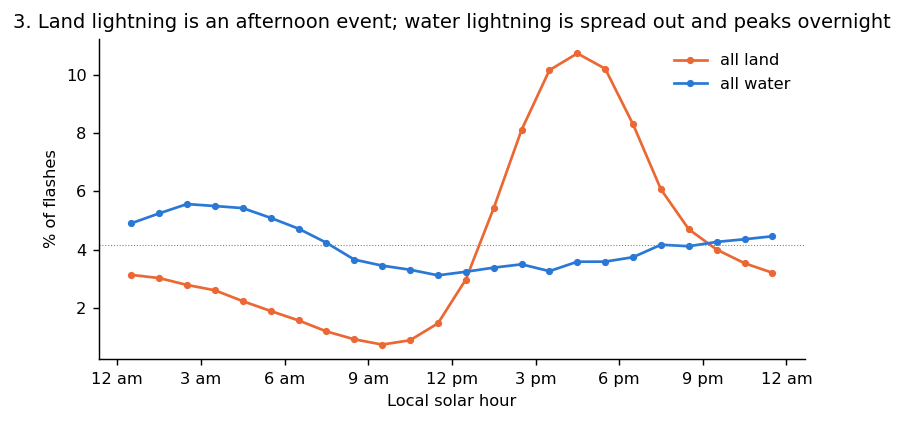 3. Land lightning is an afternoon event; water lightning is spread out and peaks overnight
all land
all water
% of flashes
10
8
6
4
2
12 am 3 am 6 am 9 am 12 pm 3 pm 6 pm 9 pm 12 am
Local solar hour